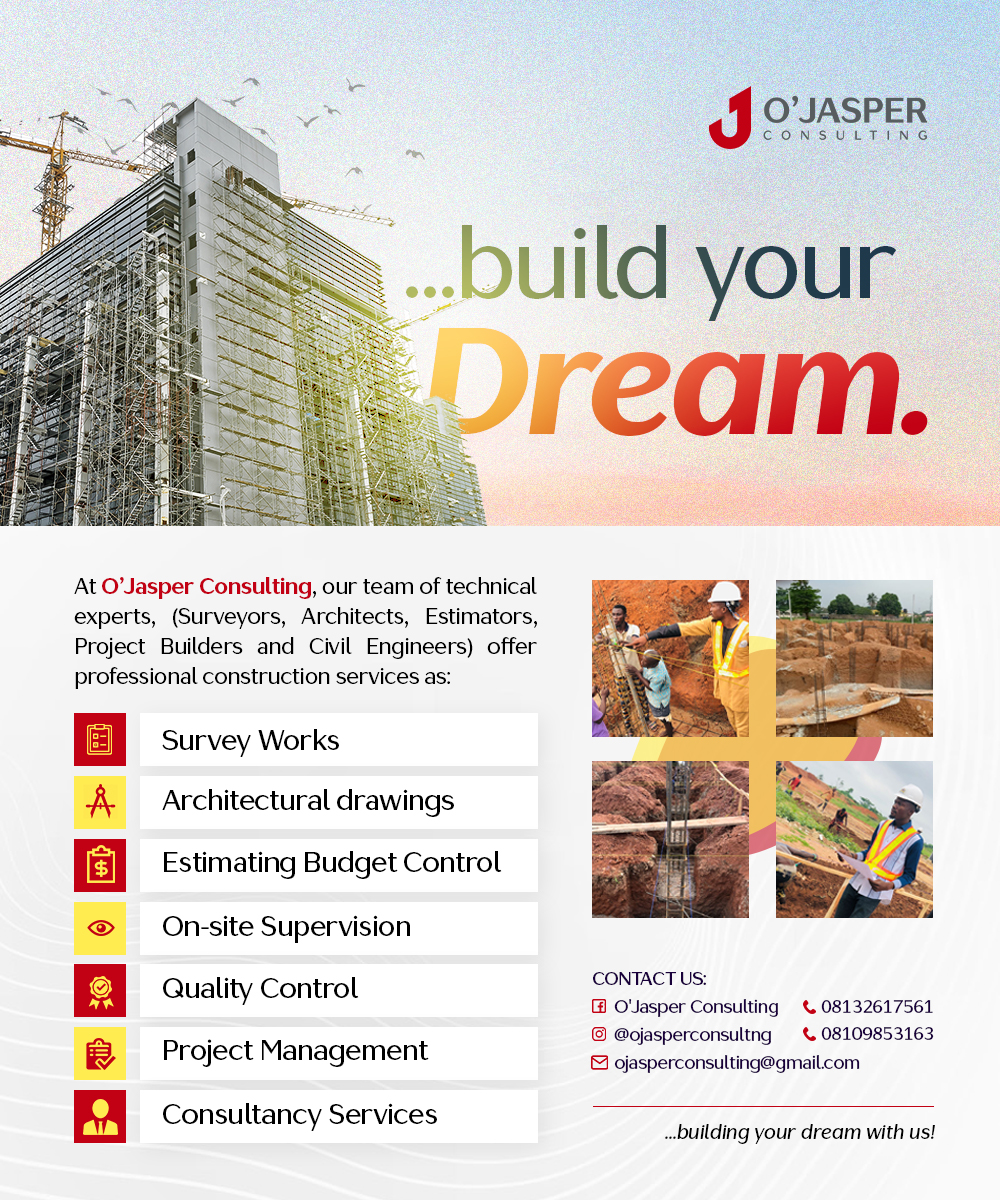 O'JASPER
CONSULTING
...build your
Dream.
At O'Jasper Consulting, our team of technical
experts, (Surveyors, Architects, Estimators,
Project Builders and Civil Engineers) offer
professional construction services as:
Survey Works
Architectural drawings
Estimating Budget Control
On-site Supervision
Quality Control
Project Management
Consultancy Services
CONTACT US:
O'Jasper Consulting 08132617561
@ojasperconsultng 08109853163
ojasperconsulting@gmail.com
...building your dream with us!